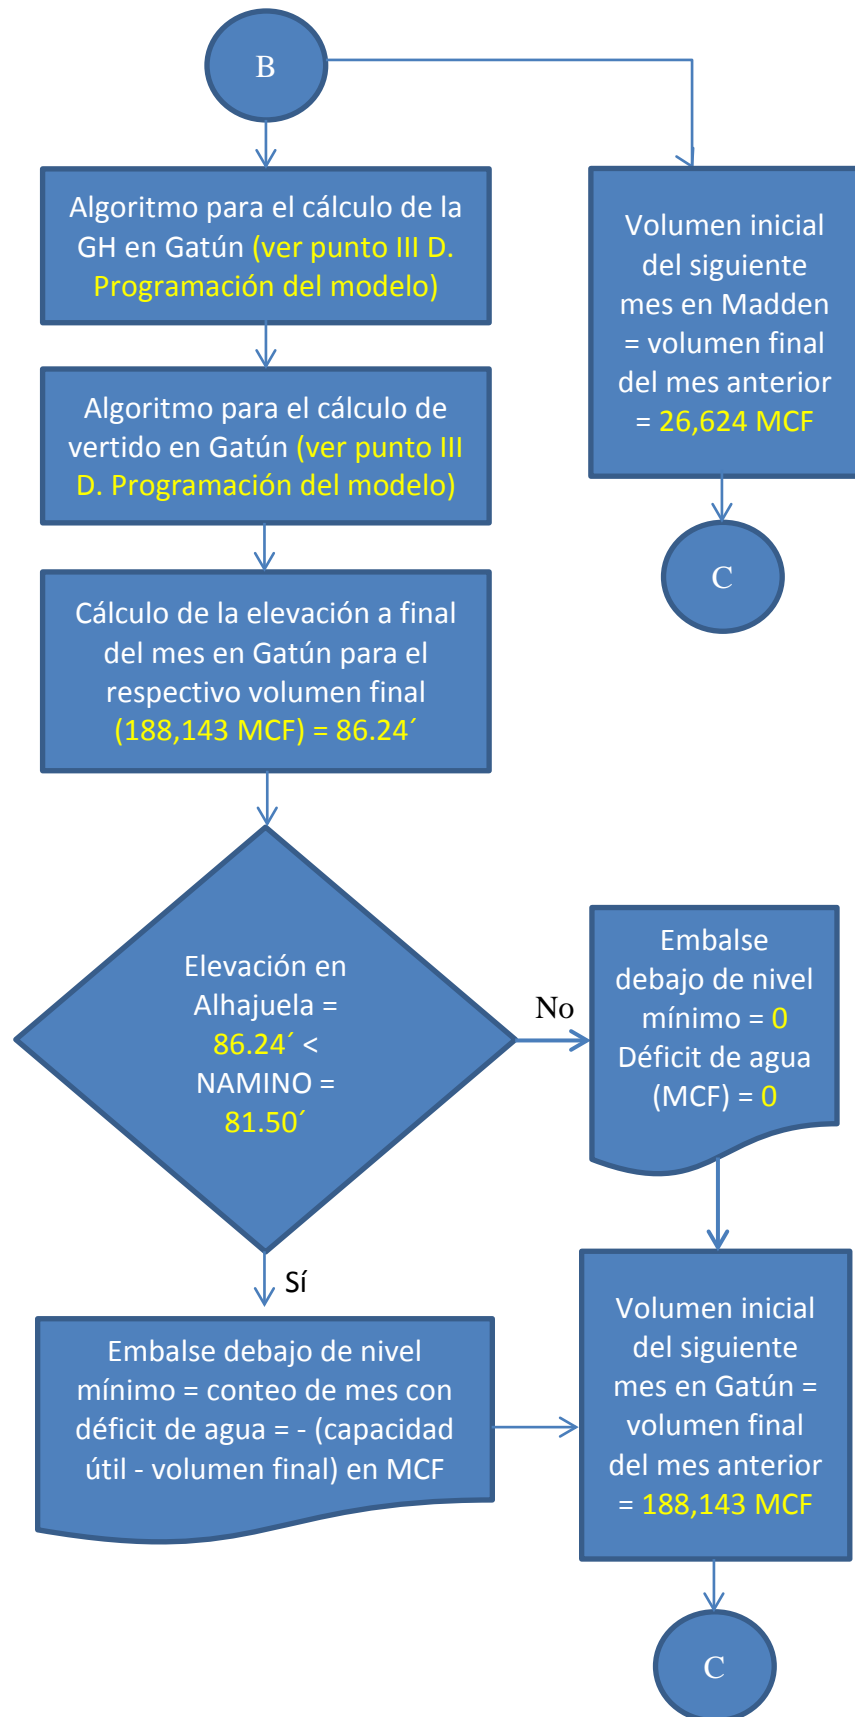 B
Algoritmo para el cálculo de la
GH en Gatún (ver punto III D.
Programación del modelo)
Volumen inicial
del siguiente
mes en Madden
= volumen final
del mes anterior
= 26,624 MCF
Algoritmo para el cálculo de
vertido en Gatún (ver punto III
D. Programación del modelo)
C
Cálculo de la elevación a final
del mes en Gatún para el
respectivo volumen final
(188,143 MCF) = 86.24´
Elevación en
Alhajuela =
86.24´ <
NAMINO =
81.50´
No
Embalse
debajo de nivel
mínimo = 0
Déficit de agua
(MCF) = 0
Sí
Embalse debajo de nivel
mínimo = conteo de mes con
déficit de agua = - (capacidad
útil - volumen final) en MCF
Volumen inicial
del siguiente
mes en Gatún =
volumen final
del mes anterior
= 188,143 MCF
C